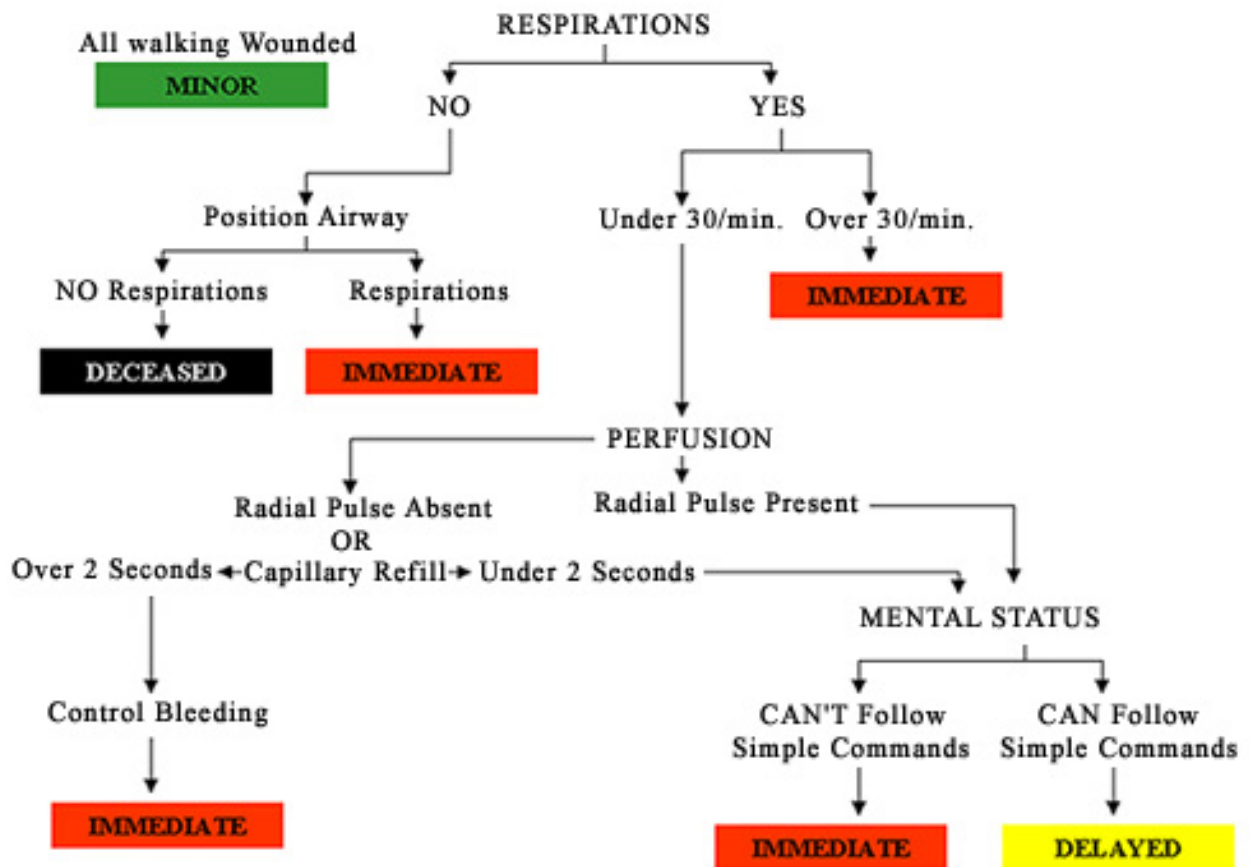 RESPIRATIONS
All walking Wounded
MINOR
NO
YES
Position Airway
Under 30/min.
Over 30/min.
NO Respirations
Respirations
IMMEDIATE
DECEASED
IMMEDIATE
PERFUSION
Radial Pulse Absent
Radial Pulse Present
OR
Over 2 Seconds
Capillary Refill
Under 2 Seconds
MENTAL STATUS
Control Bleeding
CAN'T Follow
Simple Commands
CAN Follow
Simple Commands
IMMEDIATE
IMMEDIATE
DELAYED